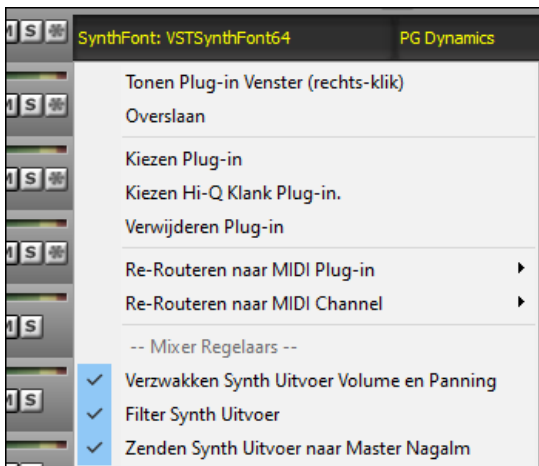 M S
SynthFont: VSTSynthFont64 PG Dynamics
Tonen Plug-in Venster (rechts-klik)
M S
Overslaan
Kiezen Plug-in
M S
Kiezen Hi-Q Klank Plug-in.
Verwijderen Plug-in
M S
Re-Routeren naar MIDI Plug-in
Re-Routeren naar MIDI Channel
M S
-- Mixer Regelaars --
Verzwakken Synth Uitvoer Volume en Panning
M S
Filter Synth Uitvoer
Zenden Synth Uitvoer naar Master Nagalm